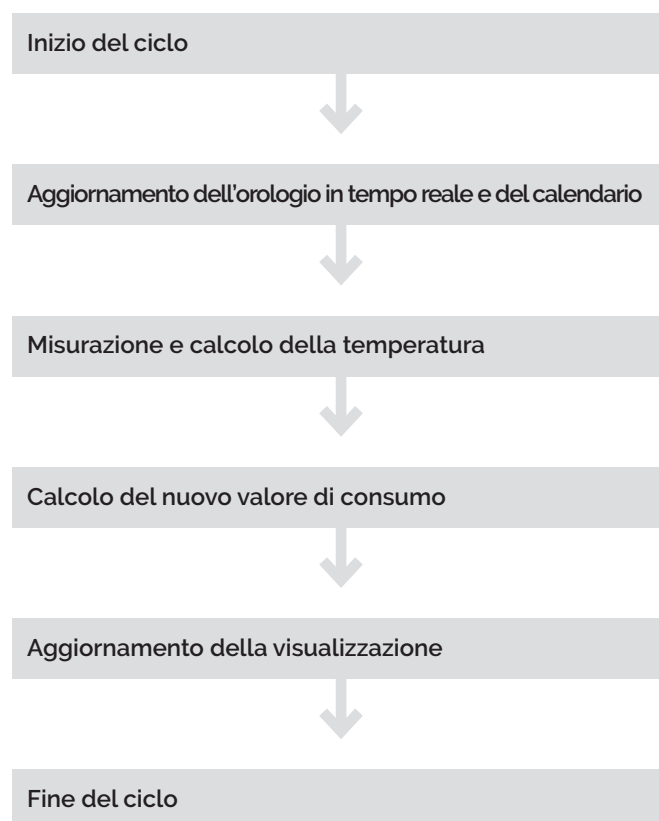 Inizio del ciclo
Aggiornamento dell’orologio in tempo reale e del calendario
Misurazione e calcolo della temperatura
Calcolo del nuovo valore di consumo
Aggiornamento della visualizzazione
Fine del ciclo